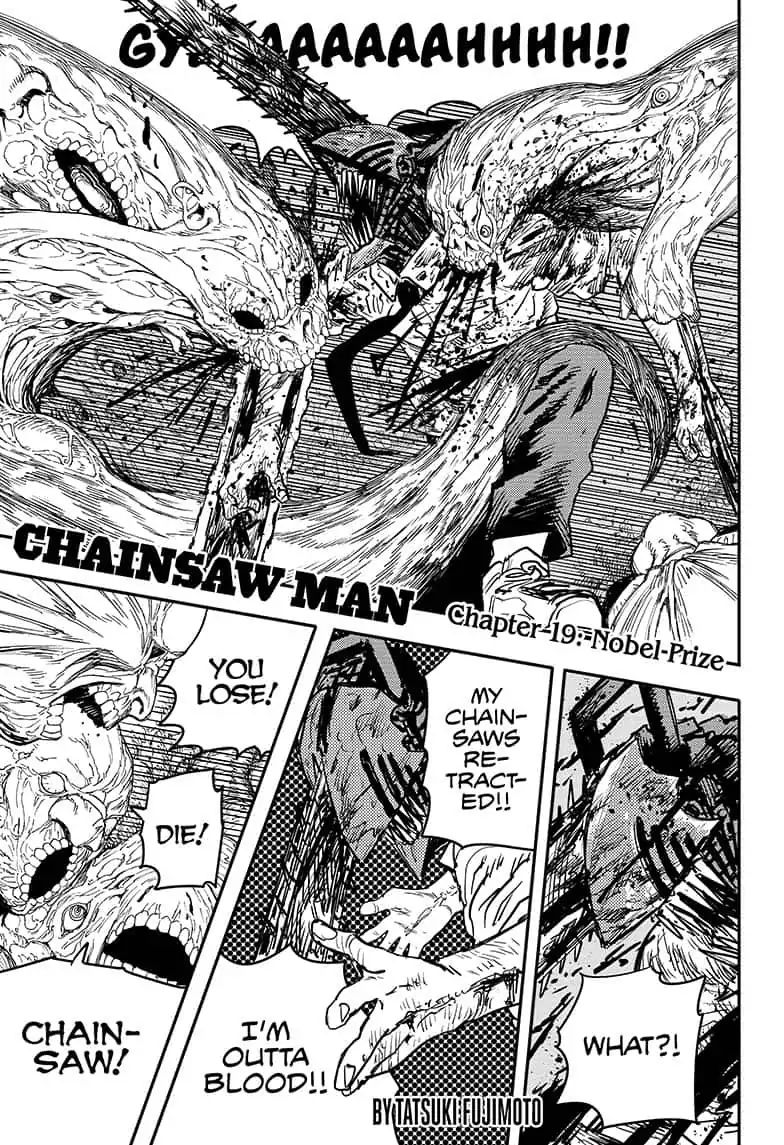 GY AAAAAAHHHH!!
CHAINSAW MAN
Chapter 19: Nobel Prize
WHAT?!
MY
CHAIN-
SAWS
RE-
TRACT-
ED!!
I'M
OUTTA
BLOOD!!
YOU
LOSE!
DIE!
CHAIN-
SAW!
BY TATSUKI FUJIMOTO